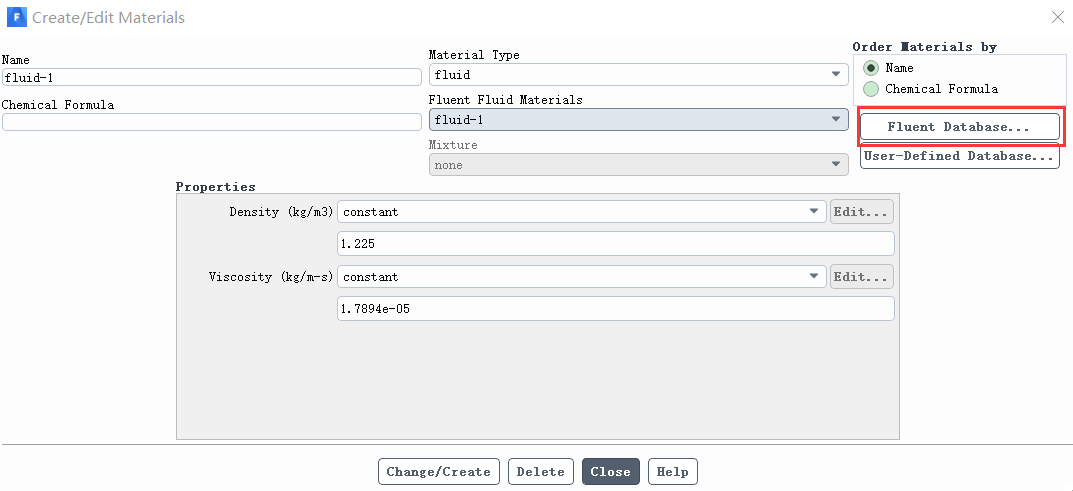 F Create/Edit Materials
Name
fluid-1
Chemical Formula
Material Type
fluid
Fluent Fluid Materials
fluid-1
Mixture
none
Order Materials by
Name
Chemical Formula
Fluent Database...
User-Defined Database...
Properties
Density (kg/m3) constant Edit...
1.225
Viscosity (kg/m-s) constant Edit...
1.7894e-05
Change/Create Delete Close Help